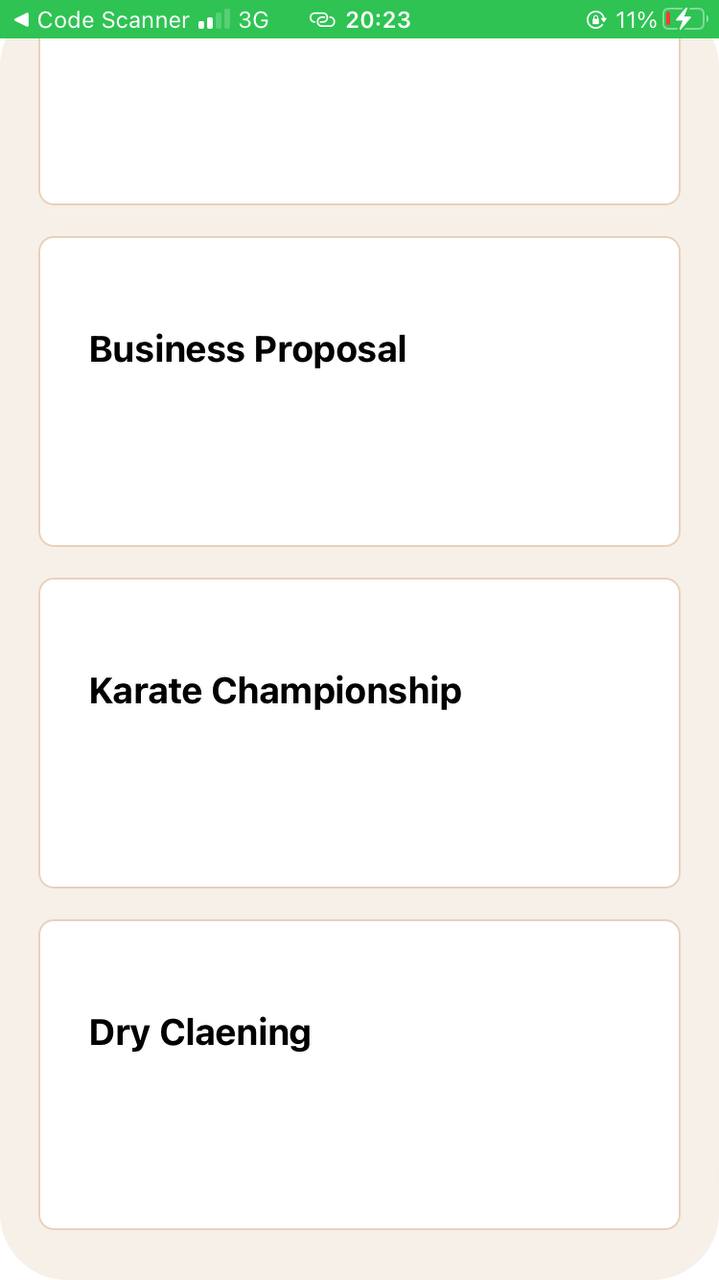 ◀ Code Scanner 3G 20:23 11%
Business Proposal
Karate Championship
Dry Claening